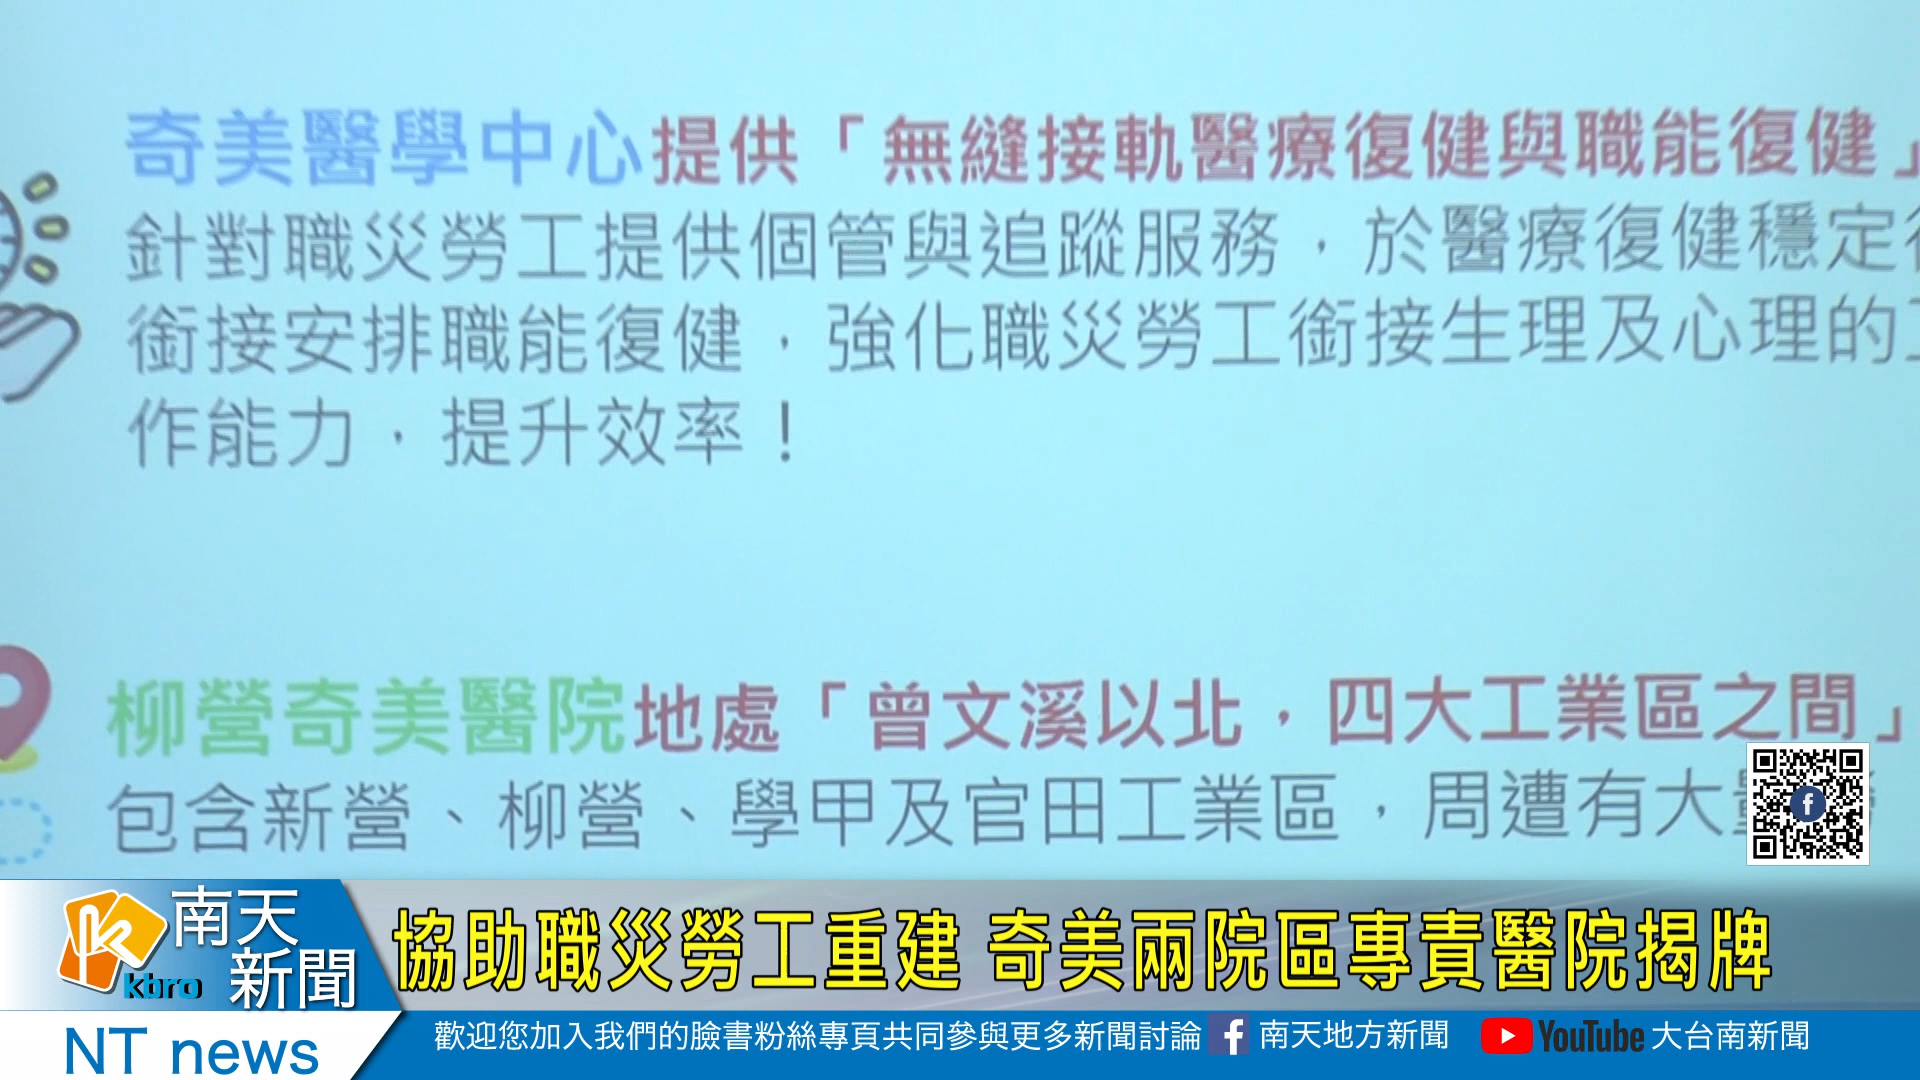 奇美醫學中心提供「無縫接軌醫療復健與職能復健」
針對職災勞工提供個管與追蹤服務，於醫療復健穩定
銜接安排職能復健，強化職災勞工銜接生理及心理的
作能力，提升效率！
柳營奇美醫院地處「曾文溪以北，四大工業區之間」
包含新營、柳營、學甲及官田工業區，周遭有大
南天
新聞
kbro
協助職災勞工重建 奇美兩院區專責醫院揭牌
NT news
歡迎您加入我們的臉書粉絲專頁共同參與更多新聞討論 f 南天地方新聞 YouTube 大台南新聞